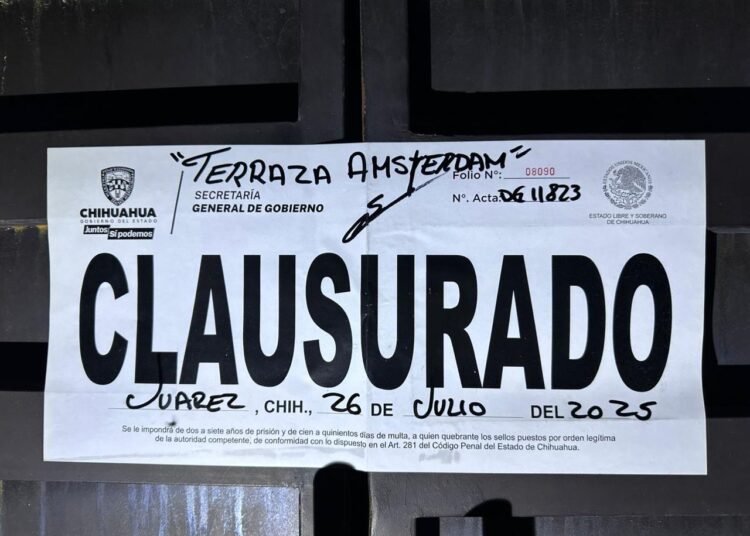 "TERRAZA AMSTERDAM"
CHIHUAHUA
GOBIERNO DEL ESTADO
Juntos Sí podemos
SECRETARÍA
GENERAL DE GOBIERNO
Folio N°: 08090
N°. Acta: DG 11823
ESTADOS UNIDOS MEXICANOS
ESTADO LIBRE Y SOBERANO
DE CHIHUAHUA
CLAUSURADO
JUAREZ, CHIH., 26 DE JULIO DEL 2025
Se le impondrá de dos a siete años de prisión y de cien a quinientos días de multa, a quien quebrante los sellos puestos por orden legítima
de la autoridad competente, de conformidad con lo dispuesto en el Art. 281 del Código Penal del Estado de Chihuahua.